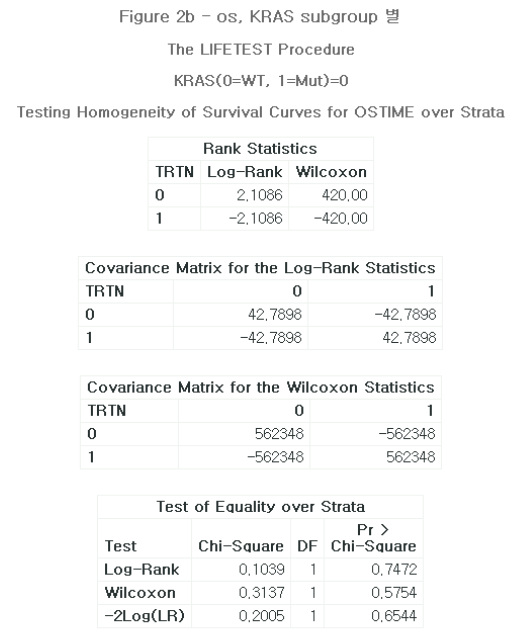 Figure 2b - os, KRAS subgroup 별
The LIFETEST Procedure
KRAS(0=WT, 1=Mut)=0
Testing Homogeneity of Survival Curves for OSTIME over Strata
Rank Statistics
TRTN Log-Rank Wilcoxon
0 2.1086 420.00
1 -2.1086 -420.00
Covariance Matrix for the Log-Rank Statistics
TRTN 0 1
0 42.7898 -42.7898
1 -42.7898 42.7898
Covariance Matrix for the Wilcoxon Statistics
TRTN 0 1
0 562348 -562348
1 -562348 562348
Test of Equality over Strata
Test Chi-Square DF Pr > Chi-Square
Log-Rank 0.1039 1 0.7472
Wilcoxon 0.3137 1 0.5754
-2Log(LR) 0.2005 1 0.6544